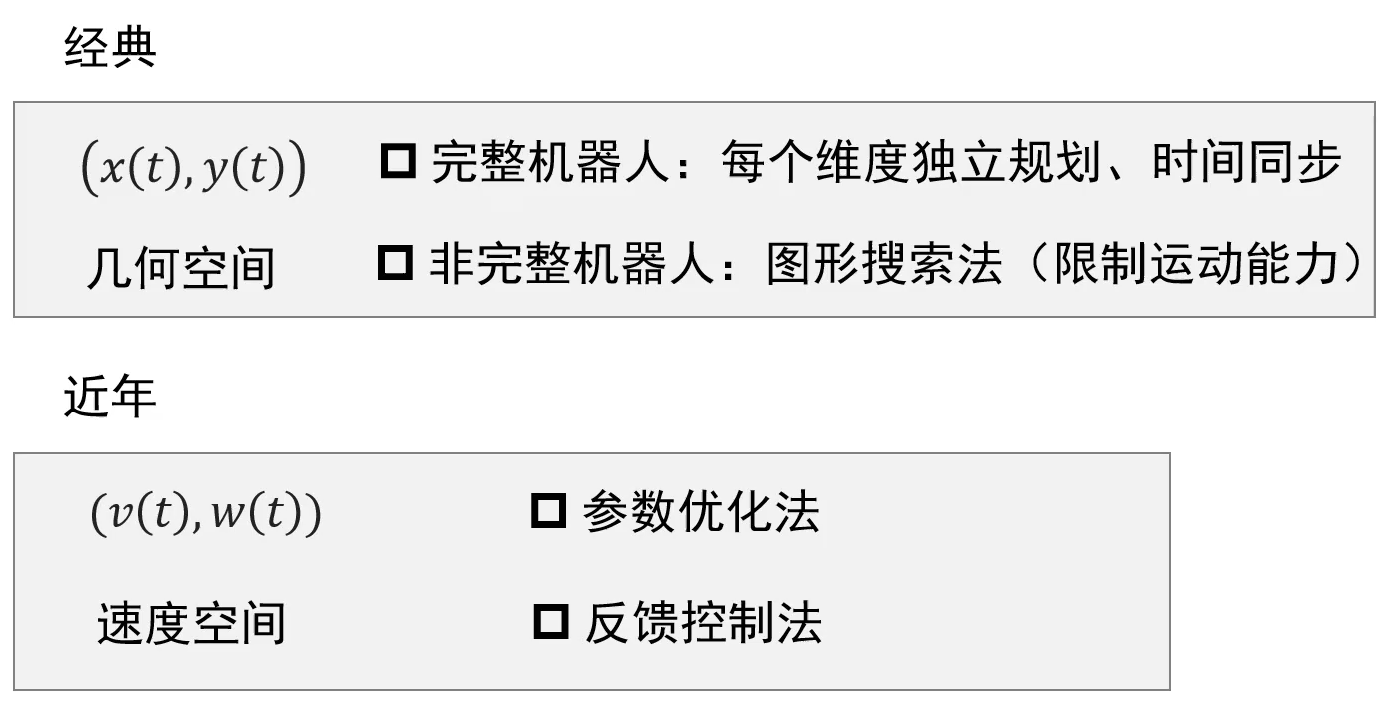 经典
(x(t), y(t)) 完整机器人：每个维度独立规划、时间同步
几何空间 非完整机器人：图形搜索法（限制运动能力）
近年
(v(t), w(t)) 参数优化法
速度空间 反馈控制法